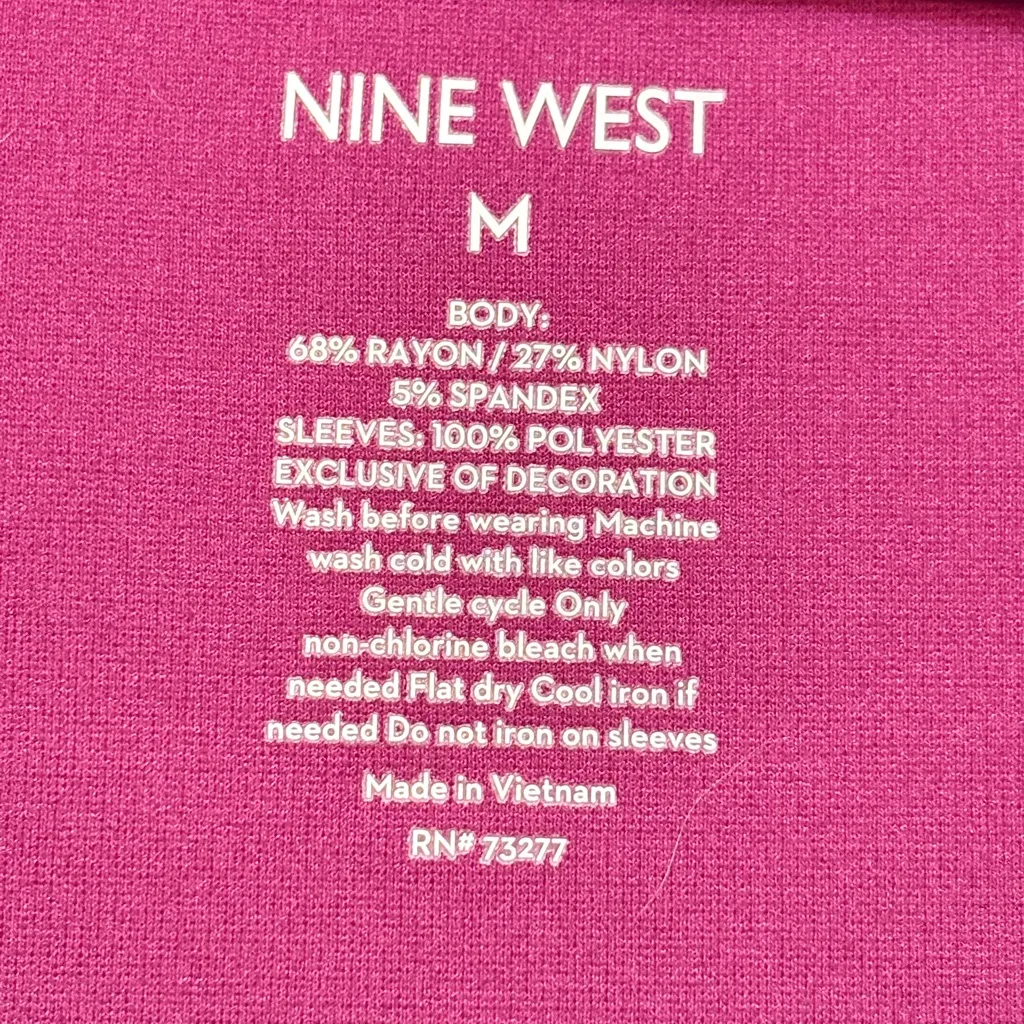 NINE WEST
M
BODY:
68% RAYON / 27% NYLON
5% SPANDEX
SLEEVES: 100% POLYESTER
EXCLUSIVE OF DECORATION
Wash before wearing Machine
wash cold with like colors
Gentle cycle Only
non-chlorine bleach when
needed Flat dry Cool iron if
needed Do not iron on sleeves
Made in Vietnam
RN# 73277